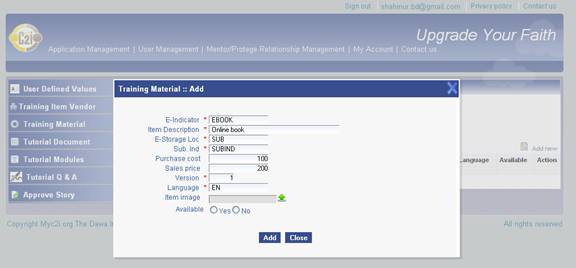 Sign out | shahinur.bd@gmail.com | Privacy policy | Contact us
C2i
Upgrade Your Faith
Application Management | User Management | Mentor/Protege Relationship Management | My Account | Contact us
User Defined Values
Training Item Vendor
Training Material
Tutorial Document
Tutorial Modules
Tutorial Q & A
Approve Story
Training Material :: Add
X
E-Indicator * EBOOK
Item Description * Online book
E-Storage Loc * SUB
Sub. Ind * SUBIND
Purchase cost 100
Sales price 200
Version * 1
Language * EN
Item image
Available Yes No
Add Close
Add new
Language Available Action
Copyright Myc2i.org The Dawa
All rights reserved